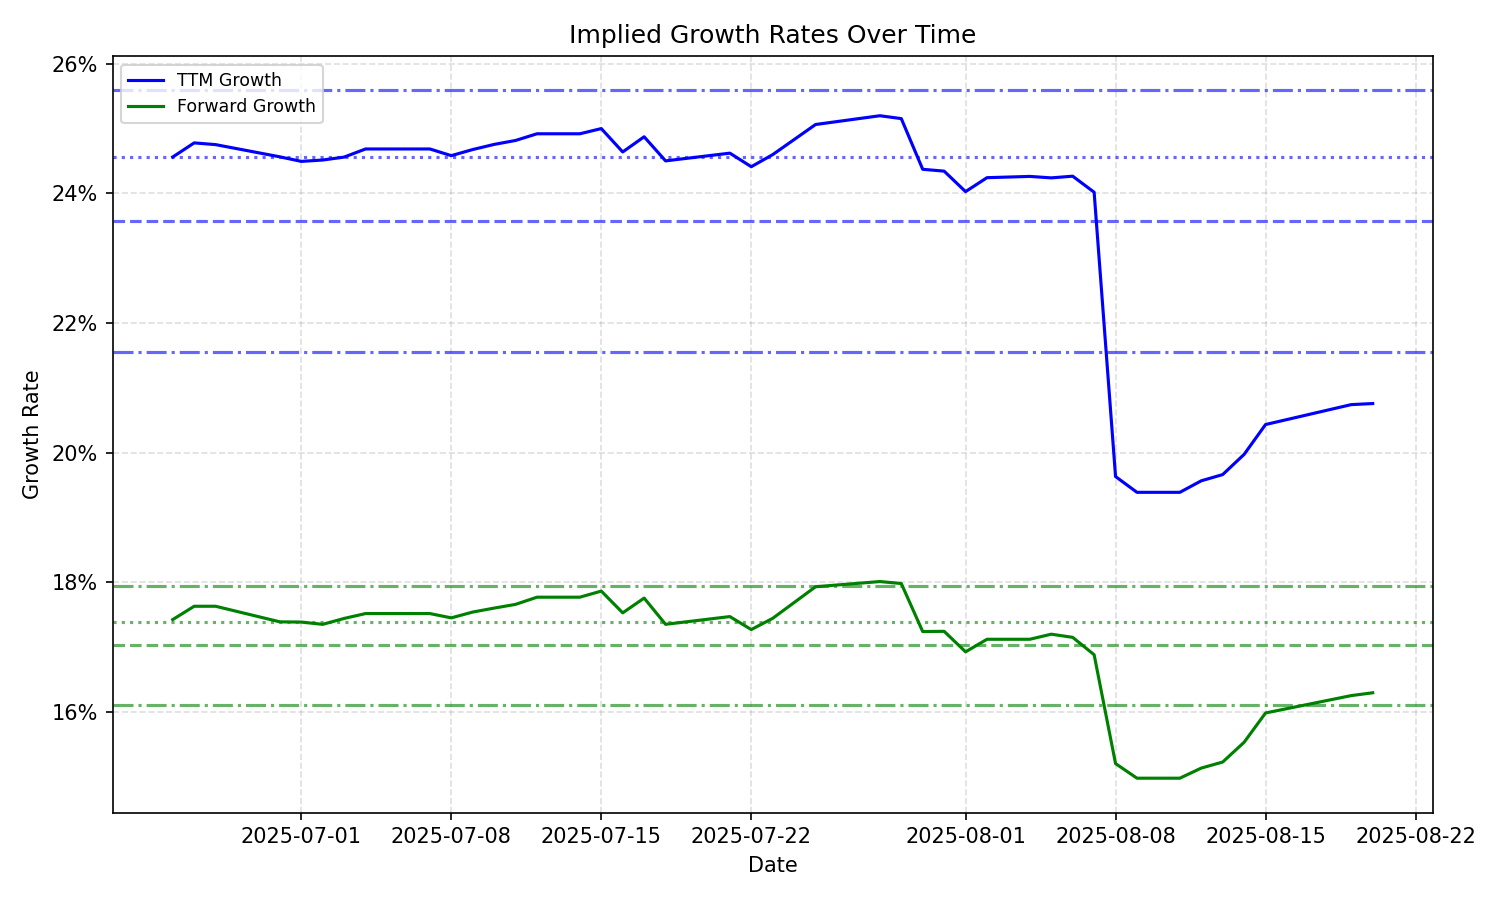 Implied Growth Rates Over Time
TTM Growth
Forward Growth
26%
24%
22%
20%
18%
16%
Growth Rate
2025-07-01
2025-07-08
2025-07-15
2025-07-22
2025-08-01
2025-08-08
2025-08-15
2025-08-22
Date